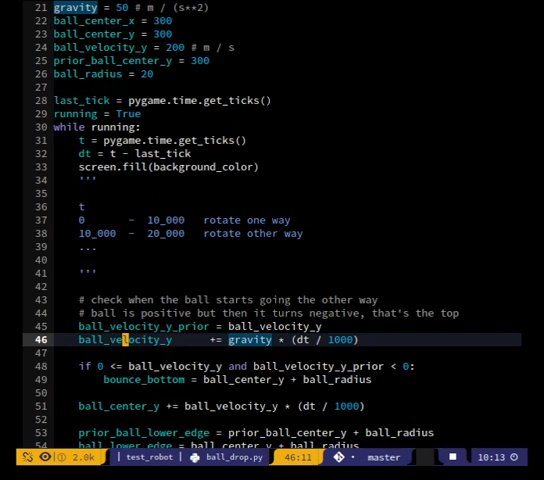 21 gravity = 50 # m / (s**2)
22 ball_center_x = 300
23 ball_center_y = 300
24 ball_velocity_y = 200 # m / s
25 prior_ball_center_y = 300
26 ball_radius = 20
27
28 last_tick = pygame.time.get_ticks()
29 running = True
30 while running:
31     t = pygame.time.get_ticks()
32     dt = t - last_tick
33     screen.fill(background_color)
34     '''
35
36     t
37     0       -  10_000   rotate one way
38     10_000  -  20_000   rotate other way
39     ...
40
41     '''
42
43     # check when the ball starts going the other way
44     # ball is positive but then it turns negative, that's the top
45     ball_velocity_y_prior = ball_velocity_y
46     ball_velocity_y       += gravity * (dt / 1000)
47
48     if 0 <= ball_velocity_y and ball_velocity_y_prior < 0:
49         bounce_bottom = ball_center_y + ball_radius
50
51     ball_center_y += ball_velocity_y * (dt / 1000)
52
53     prior_ball_lower_edge = prior_ball_center_y + ball_radius
54     ball_lower_edge = ball_center_y + ball_radius
2.0k | test_robot ball_drop.py 46:11 master 10:13